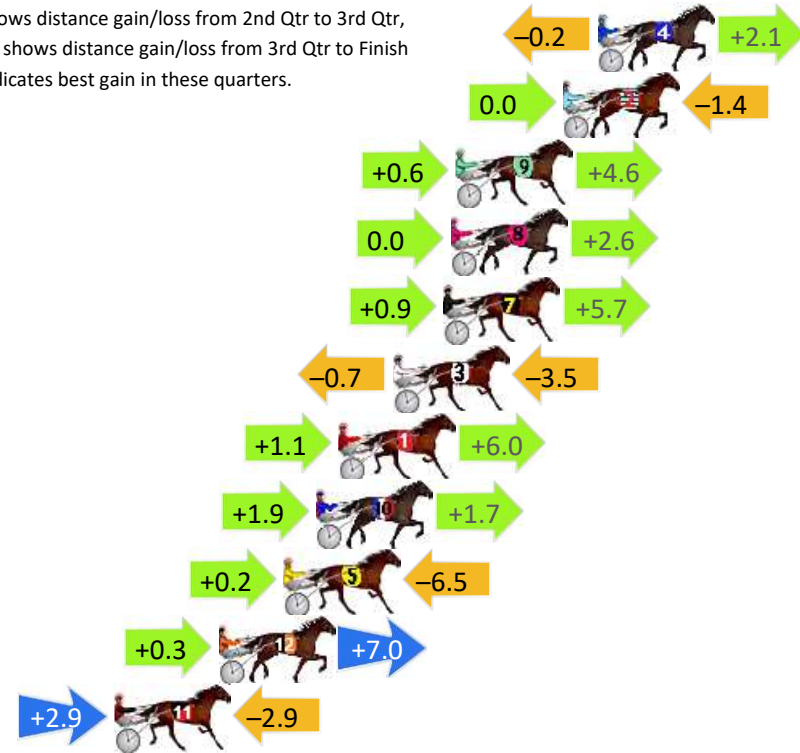 ows distance gain/loss from 2nd Qtr to 3rd Qtr,
shows distance gain/loss from 3rd Qtr to Finish
dicates best gain in these quarters.
–0.2 4 +2.1
0.0 2 –1.4
+0.6 9 +4.6
0.0 8 +2.6
+0.9 7 +5.7
–0.7 3 –3.5
+1.1 1 +6.0
+1.9 10 +1.7
+0.2 5 –6.5
+0.3 12 +7.0
+2.9 11 –2.9